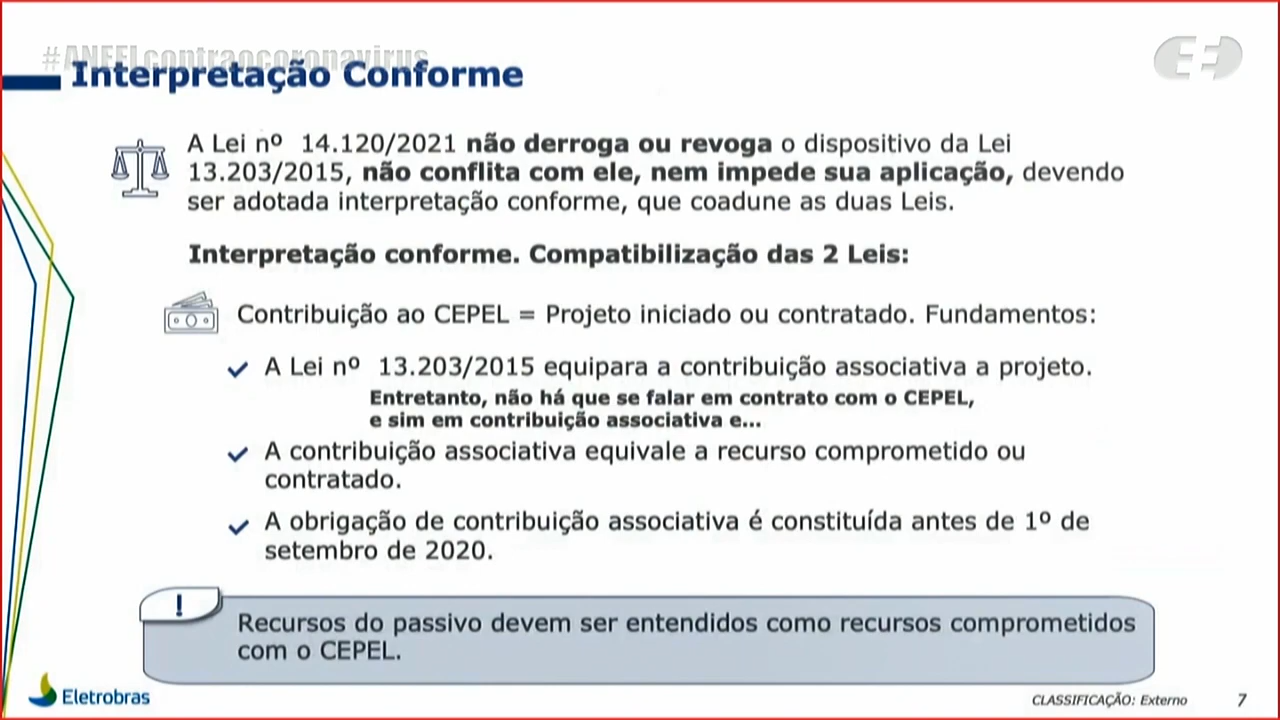 #ANEELcontraocoronavirus
Interpretação Conforme
A Lei nº 14.120/2021 não derroga ou revoga o dispositivo da Lei
13.203/2015, não conflita com ele, nem impede sua aplicação, devendo
ser adotada interpretação conforme, que coadune as duas Leis.
Interpretação conforme. Compatibilização das 2 Leis:
Contribuição ao CEPEL = Projeto iniciado ou contratado. Fundamentos:
A Lei nº 13.203/2015 equipara a contribuição associativa a projeto.
Entretanto, não há que se falar em contrato com o CEPEL,
e sim em contribuição associativa e...
A contribuição associativa equivale a recurso comprometido ou
contratado.
A obrigação de contribuição associativa é constituída antes de 1º de
setembro de 2020.
!
Recursos do passivo devem ser entendidos como recursos comprometidos
com o CEPEL.
Eletrobras
CLASSIFICAÇÃO: Externo
7